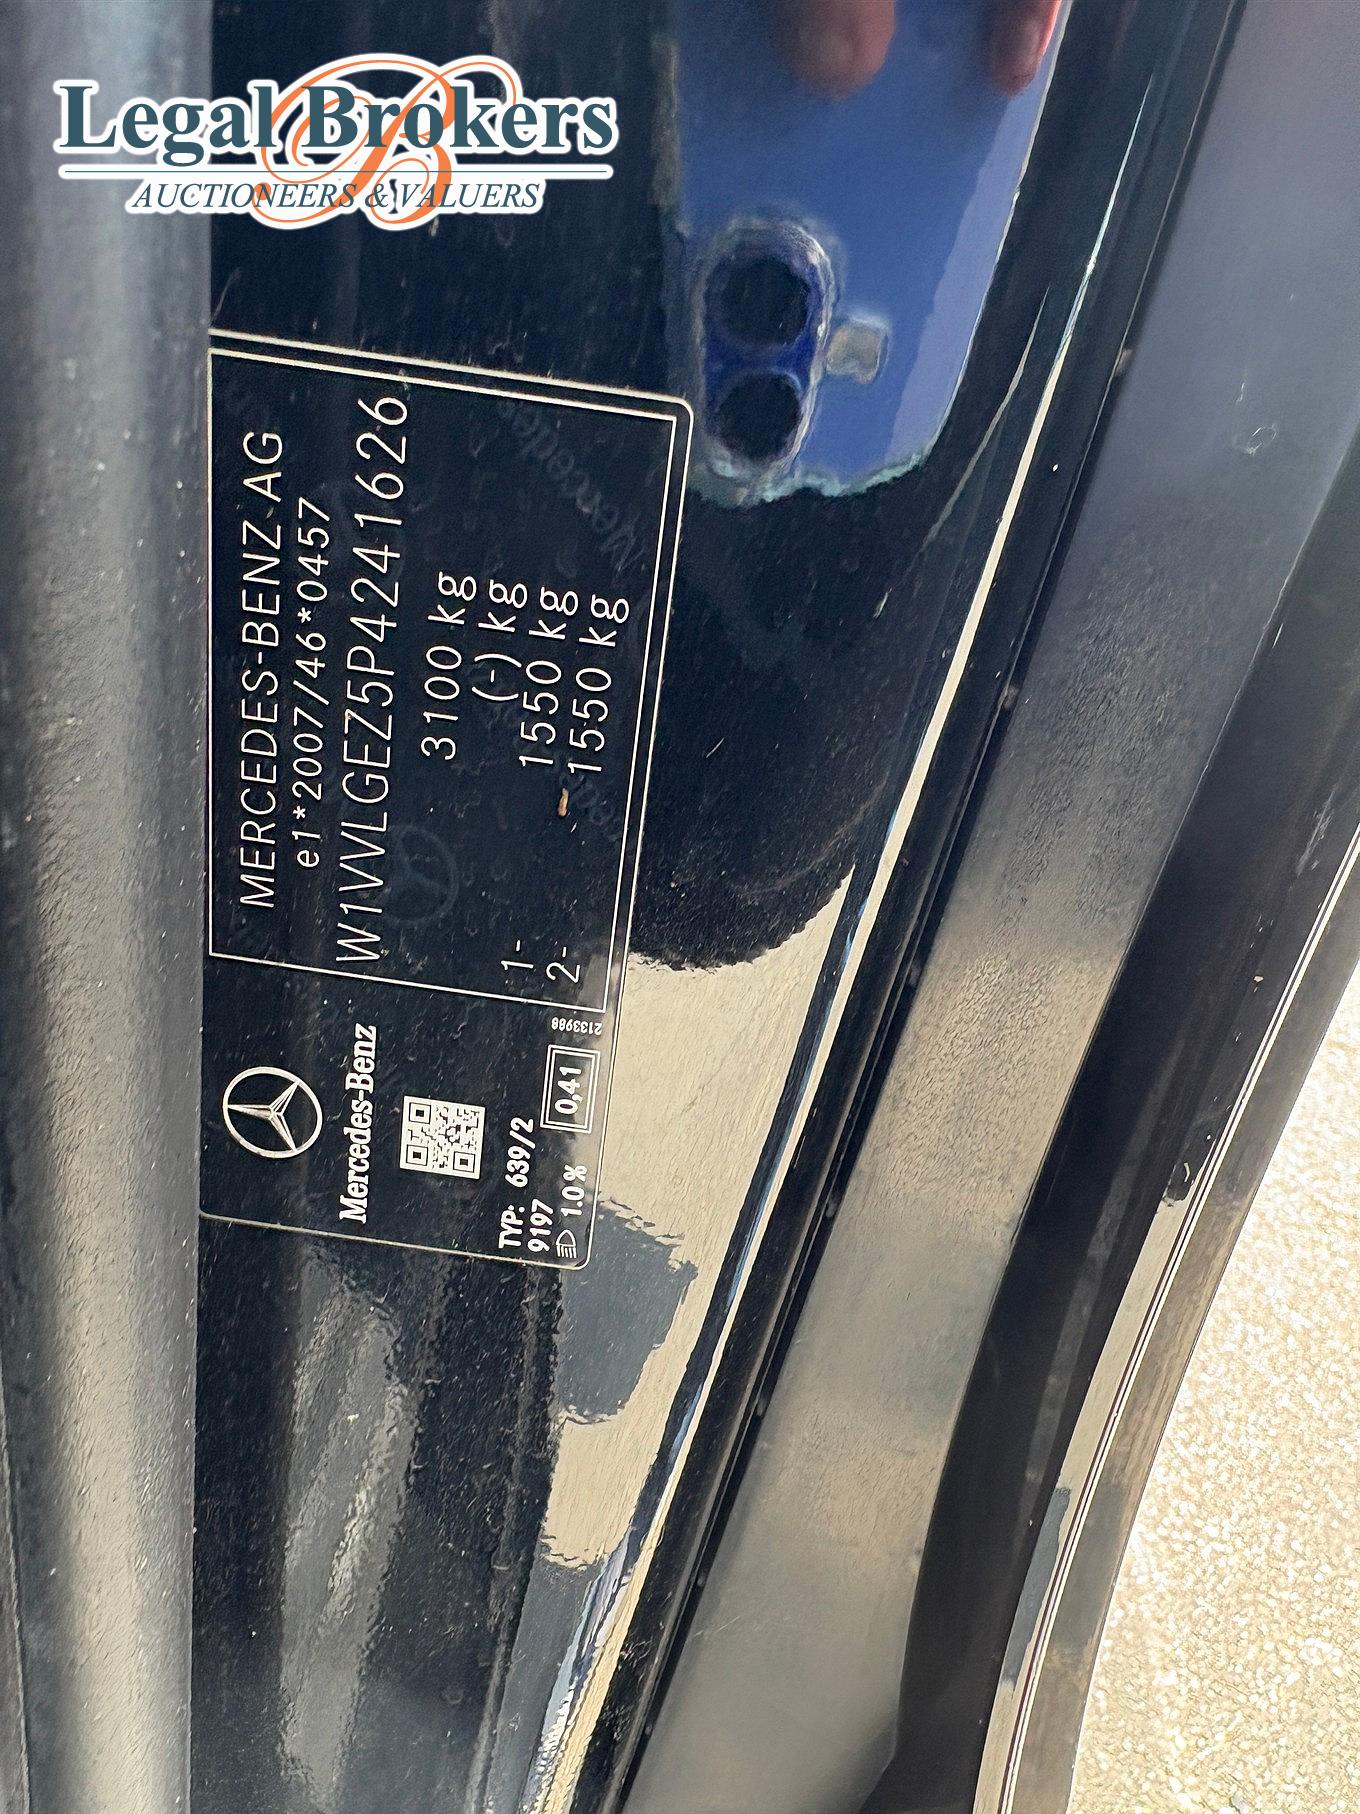 Legal Brokers
AUCTIONEERS & VALUERS
MERCEDES-BENZ AG
e1*2007/46*0457
W1VVLGEZ5P4241626
3100 kg
(-) kg
1- 1550 kg
2- 1550 kg
Mercedes-Benz
TYP: 639/2
9197
1.0%
0,41
2133988